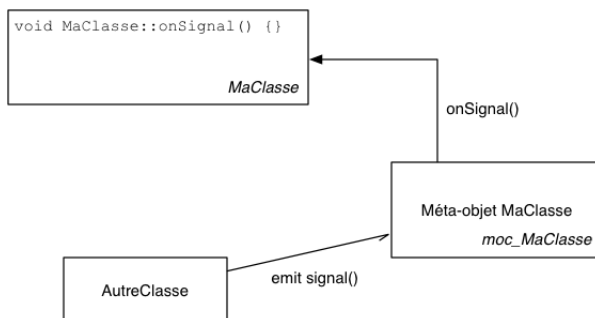 void MaClasse::onSignal() {}
MaClasse
onSignal()
Méta-objet MaClasse
moc_MaClasse
AutreClasse
emit signal()